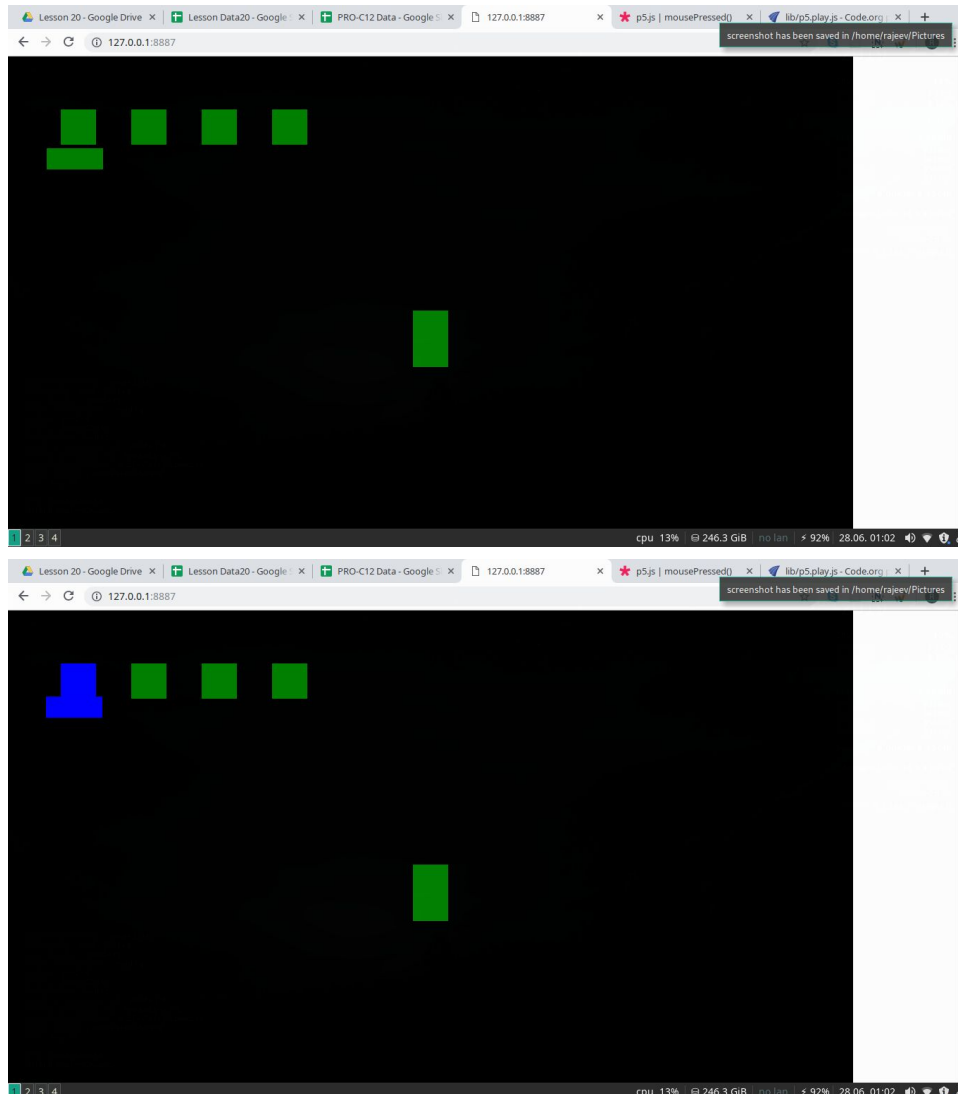 Lesson 20 - Google Drive × Lesson Data20 - Google × PRO-C12 Data - Google S × 127.0.0.1:8887 × p5.js | mousePressed() × lib/p5.play.js - Code.org × +
127.0.0.1:8887
screenshot has been saved in /home/rajeev/Pictures
1 2 3 4 cpu 13% 246.3 GiB no lan 92% 28.06. 01:02
Lesson 20 - Google Drive × Lesson Data20 - Google × PRO-C12 Data - Google S × 127.0.0.1:8887 × p5.js | mousePressed() × lib/p5.play.js - Code.org × +
127.0.0.1:8887
screenshot has been saved in /home/rajeev/Pictures
1 2 3 4 cpu 13% 246.3 GiB no lan 92% 28.06. 01:02